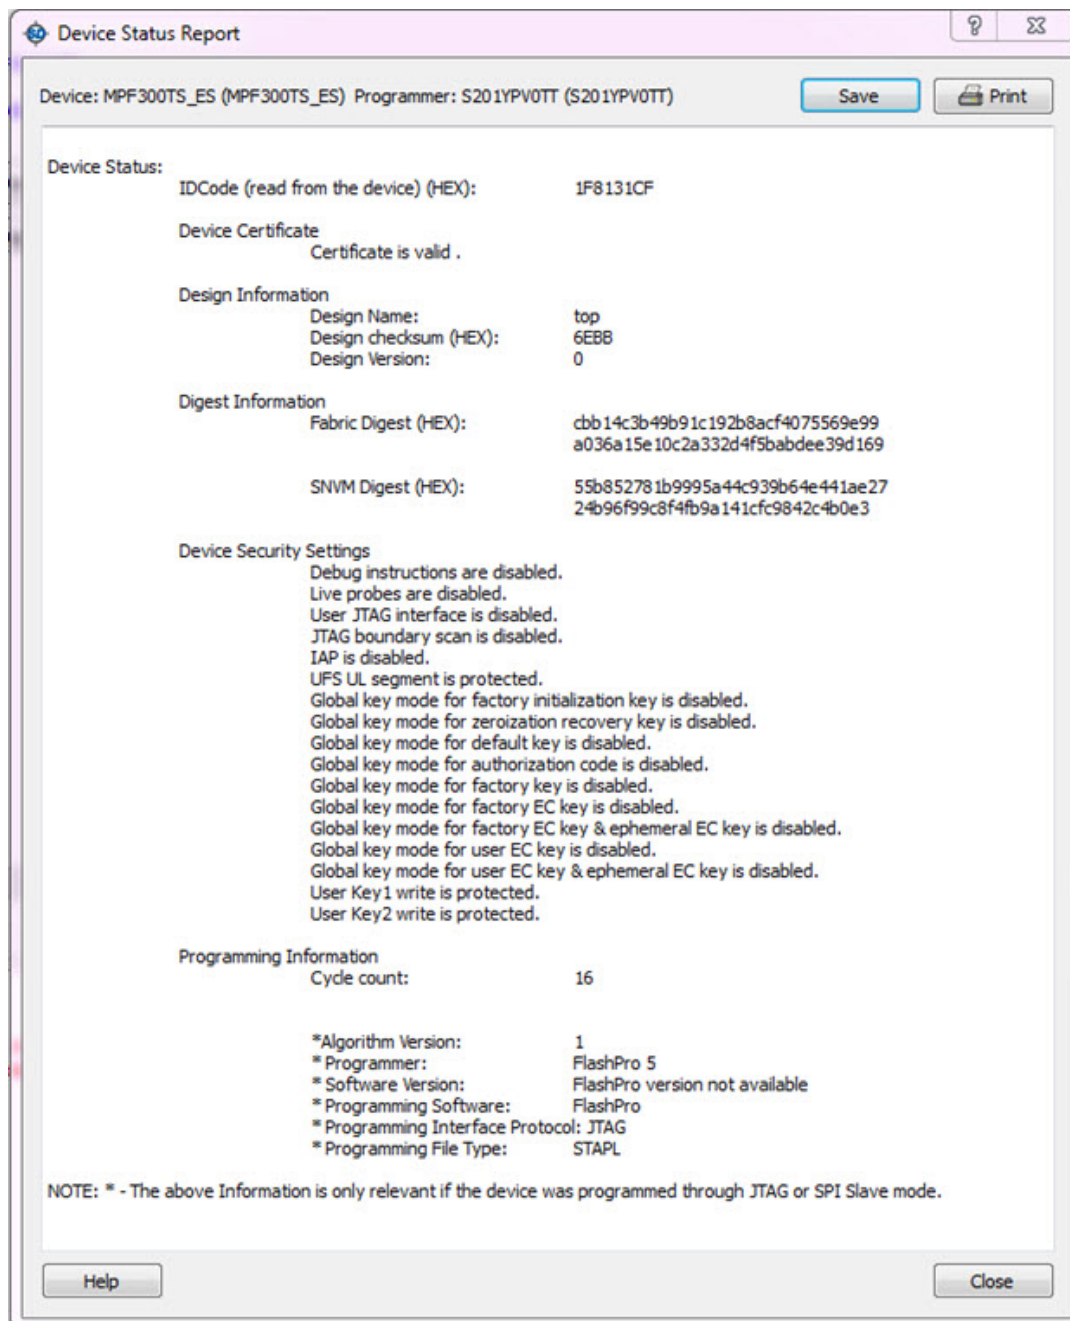 Device Status Report
Device: MPF300TS_ES (MPF300TS_ES) Programmer: S201YPV0TT (S201YPV0TT)
Save
Print
Device Status:
IDCode (read from the device) (HEX): 1F8131CF
Device Certificate
Certificate is valid .
Design Information
Design Name: top
Design checksum (HEX): 6EBB
Design Version: 0
Digest Information
Fabric Digest (HEX): cbb14c3b49b91c192b8acf4075569e99
a036a15e10c2a332d4f5babdee39d169
SNVM Digest (HEX): 55b852781b9995a44c939b64e441ae27
24b96f99c8f4fb9a141cfc9842c4b0e3
Device Security Settings
Debug instructions are disabled.
Live probes are disabled.
User JTAG interface is disabled.
JTAG boundary scan is disabled.
IAP is disabled.
UFS UL segment is protected.
Global key mode for factory initialization key is disabled.
Global key mode for zeroization recovery key is disabled.
Global key mode for default key is disabled.
Global key mode for authorization code is disabled.
Global key mode for factory key is disabled.
Global key mode for factory EC key is disabled.
Global key mode for factory EC key & ephemeral EC key is disabled.
Global key mode for user EC key is disabled.
Global key mode for user EC key & ephemeral EC key is disabled.
User Key1 write is protected.
User Key2 write is protected.
Programming Information
Cycle count: 16
*Algorithm Version: 1
* Programmer: FlashPro 5
* Software Version: FlashPro version not available
* Programming Software: FlashPro
* Programming Interface Protocol: JTAG
* Programming File Type: STAPL
NOTE: * - The above Information is only relevant if the device was programmed through JTAG or SPI Slave mode.
Help
Close